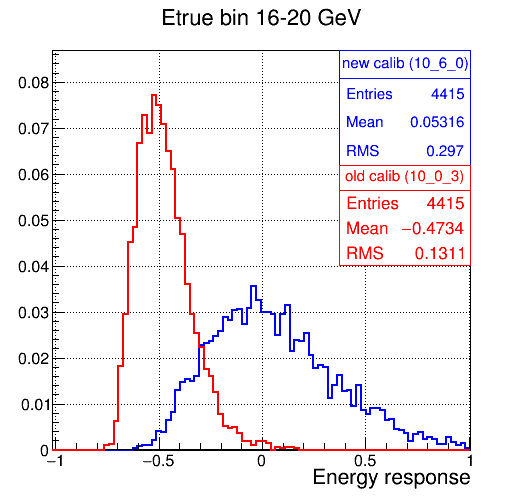 Etrue bin 16-20 GeV
new calib (10_6_0)
Entries 4415
Mean 0.05316
RMS 0.297
old calib (10_0_3)
Entries 4415
Mean −0.4734
RMS 0.1311
0.08
0.07
0.06
0.05
0.04
0.03
0.02
0.01
0
−1 −0.5 0 0.5 1
Energy response